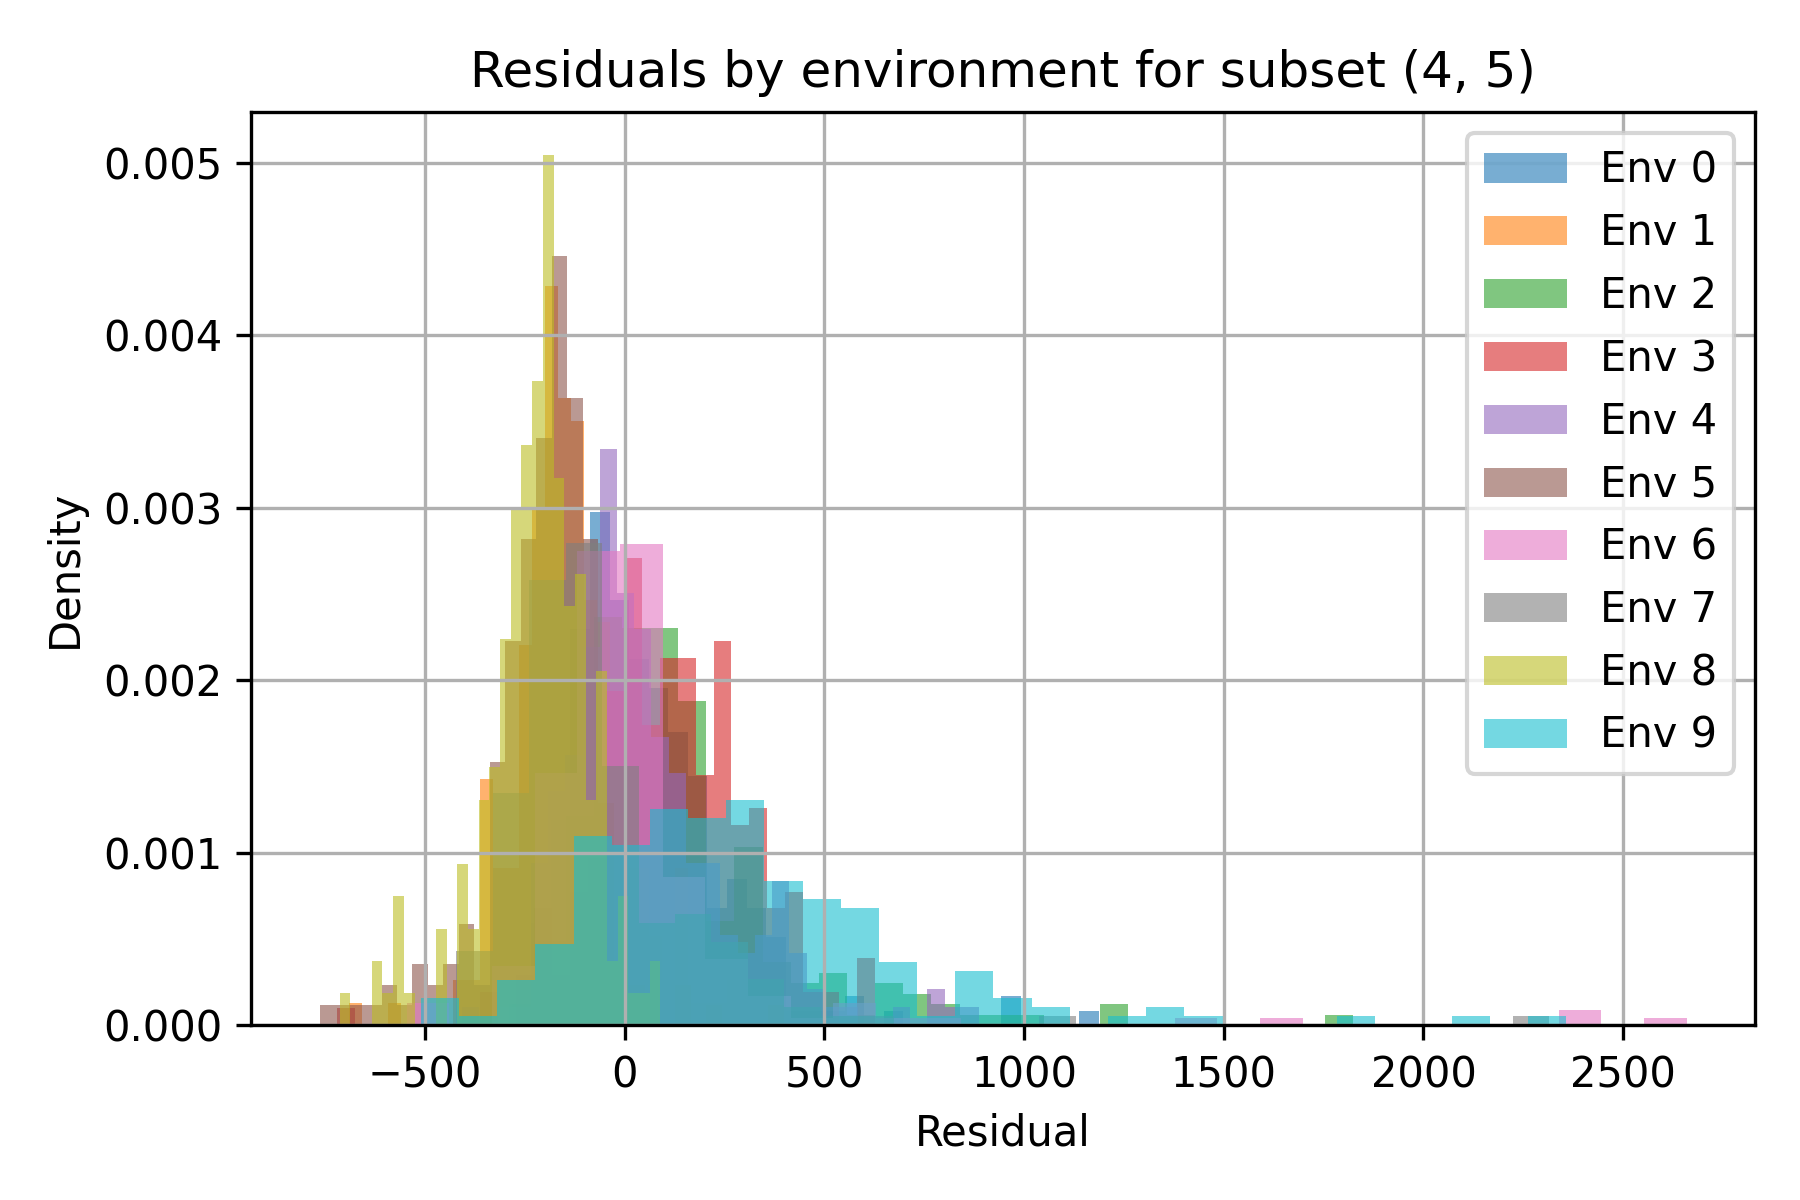 Residuals by environment for subset (4, 5)
Density
0.005
0.004
0.003
0.002
0.001
0.000
−500
0
500
1000
1500
2000
2500
Residual
Env 0
Env 1
Env 2
Env 3
Env 4
Env 5
Env 6
Env 7
Env 8
Env 9